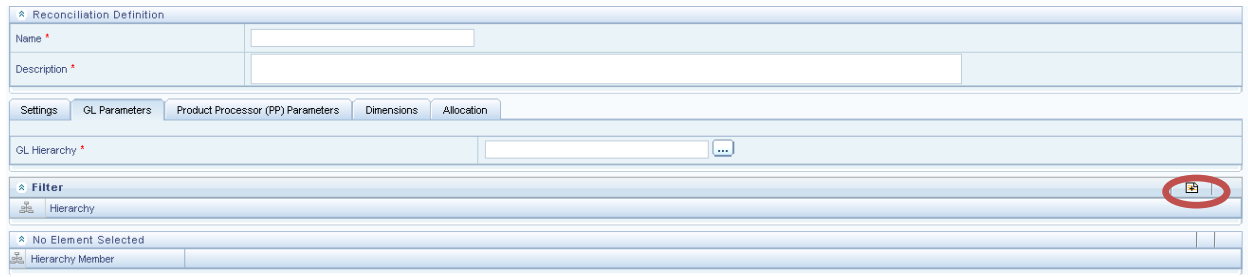 Reconciliation Definition
Name *
Description *
Settings GL Parameters Product Processor (PP) Parameters Dimensions Allocation
GL Hierarchy * ...
Filter
Hierarchy
No Element Selected
Hierarchy Member